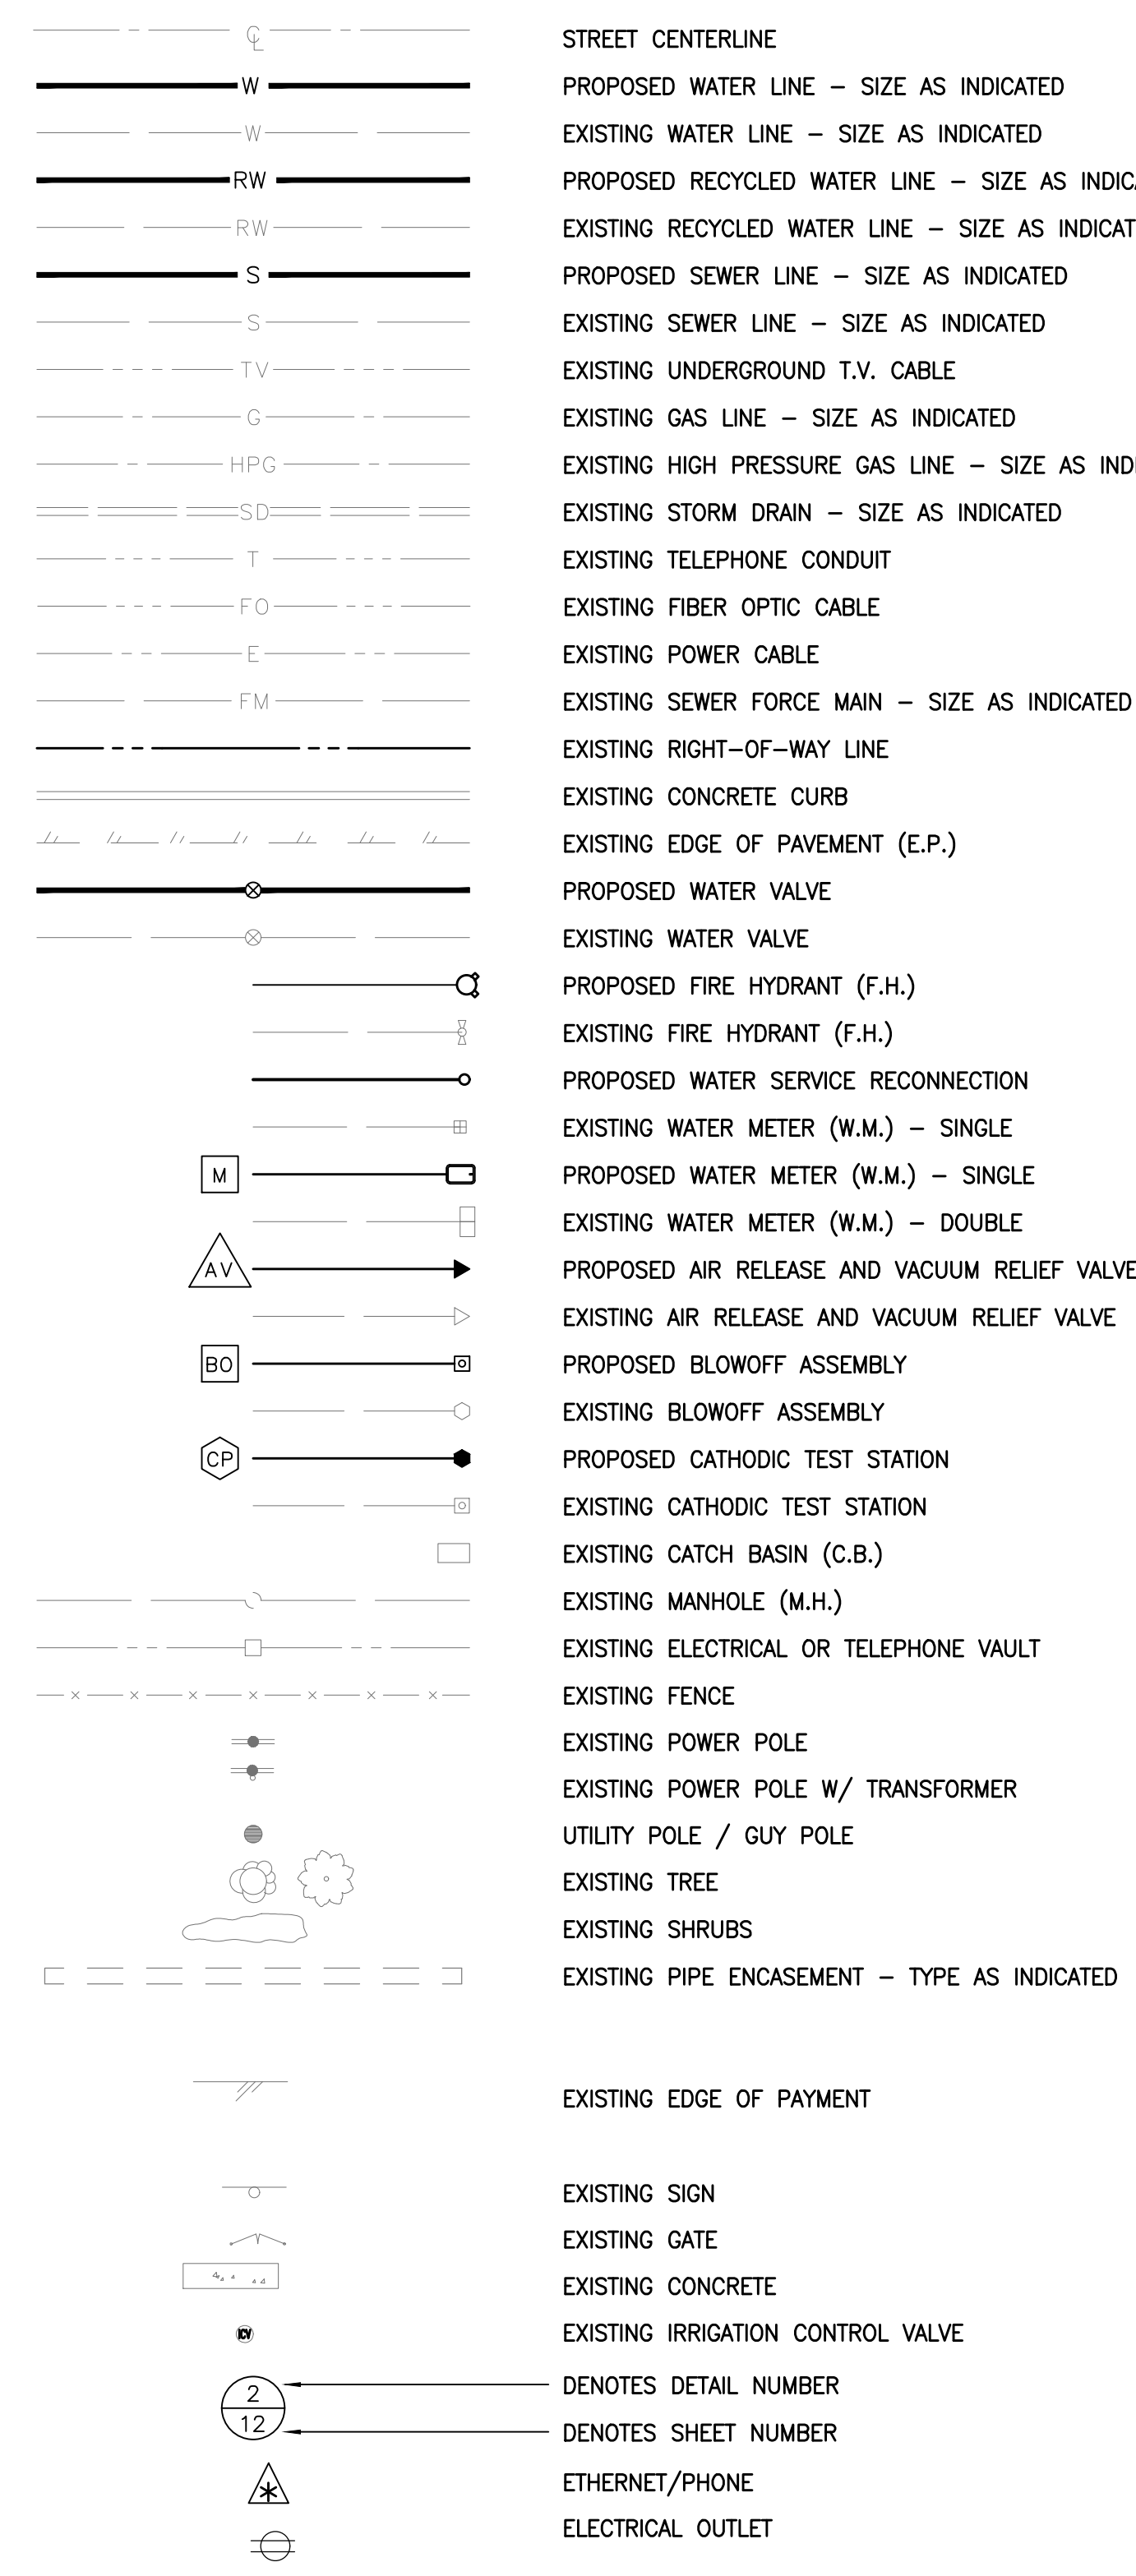 CL STREET CENTERLINE
W PROPOSED WATER LINE – SIZE AS INDICATED
W EXISTING WATER LINE – SIZE AS INDICATED
RW PROPOSED RECYCLED WATER LINE – SIZE AS
RW EXISTING RECYCLED WATER LINE – SIZE AS
S PROPOSED SEWER LINE – SIZE AS INDICATED
S EXISTING SEWER LINE – SIZE AS INDICATED
TV EXISTING UNDERGROUND T.V. CABLE
G EXISTING GAS LINE – SIZE AS INDICATED
HPG EXISTING HIGH PRESSURE GAS LINE – SIZE AS
SD EXISTING STORM DRAIN – SIZE AS INDICATED
T EXISTING TELEPHONE CONDUIT
FO EXISTING FIBER OPTIC CABLE
E EXISTING POWER CABLE
FM EXISTING SEWER FORCE MAIN – SIZE AS INDICATED
EXISTING RIGHT–OF–WAY LINE
EXISTING CONCRETE CURB
EXISTING EDGE OF PAVEMENT (E.P.)
PROPOSED WATER VALVE
EXISTING WATER VALVE
PROPOSED FIRE HYDRANT (F.H.)
EXISTING FIRE HYDRANT (F.H.)
PROPOSED WATER SERVICE RECONNECTION
EXISTING WATER METER (W.M.) – SINGLE
M PROPOSED WATER METER (W.M.) – SINGLE
EXISTING WATER METER (W.M.) – DOUBLE
AV PROPOSED AIR RELEASE AND VACUUM RELIEF VALVE
EXISTING AIR RELEASE AND VACUUM RELIEF VALVE
BO PROPOSED BLOWOFF ASSEMBLY
EXISTING BLOWOFF ASSEMBLY
CP PROPOSED CATHODIC TEST STATION
EXISTING CATHODIC TEST STATION
EXISTING CATCH BASIN (C.B.)
EXISTING MANHOLE (M.H.)
EXISTING ELECTRICAL OR TELEPHONE VAULT
EXISTING FENCE
EXISTING POWER POLE
EXISTING POWER POLE W/ TRANSFORMER
UTILITY POLE / GUY POLE
EXISTING TREE
EXISTING SHRUBS
EXISTING PIPE ENCASEMENT – TYPE AS INDICATED
EXISTING EDGE OF PAYMENT
EXISTING SIGN
EXISTING GATE
EXISTING CONCRETE
ICV EXISTING IRRIGATION CONTROL VALVE
2 DENOTES DETAIL NUMBER
12 DENOTES SHEET NUMBER
ETHERNET/PHONE
ELECTRICAL OUTLET